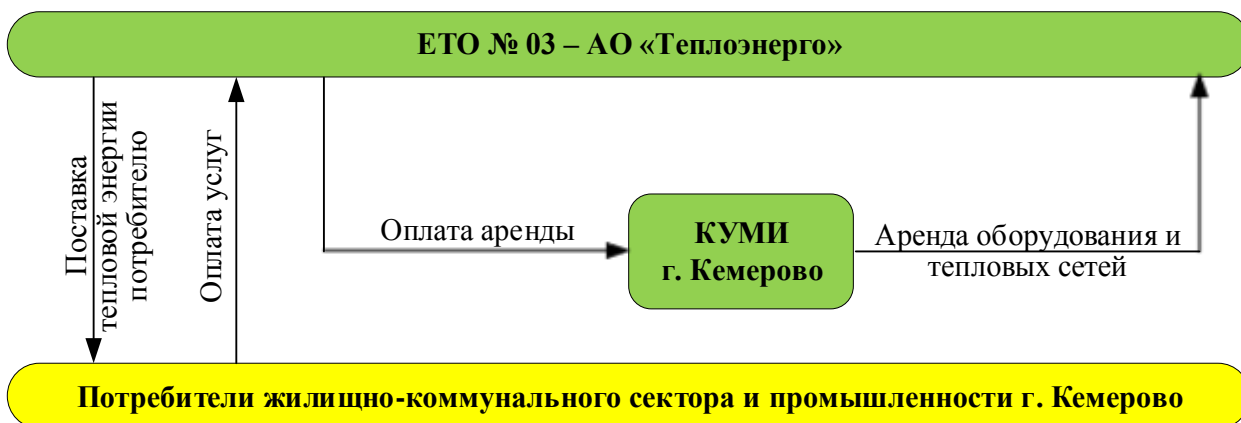 ЕТО № 03 – АО «Теплоэнерго»
Поставка
тепловой энергии
потребителю
Оплата услуг
Оплата аренды
КУМИ
г. Кемерово
Аренда оборудования и
тепловых сетей
Потребители жилищно-коммунального сектора и промышленности г. Кемерово